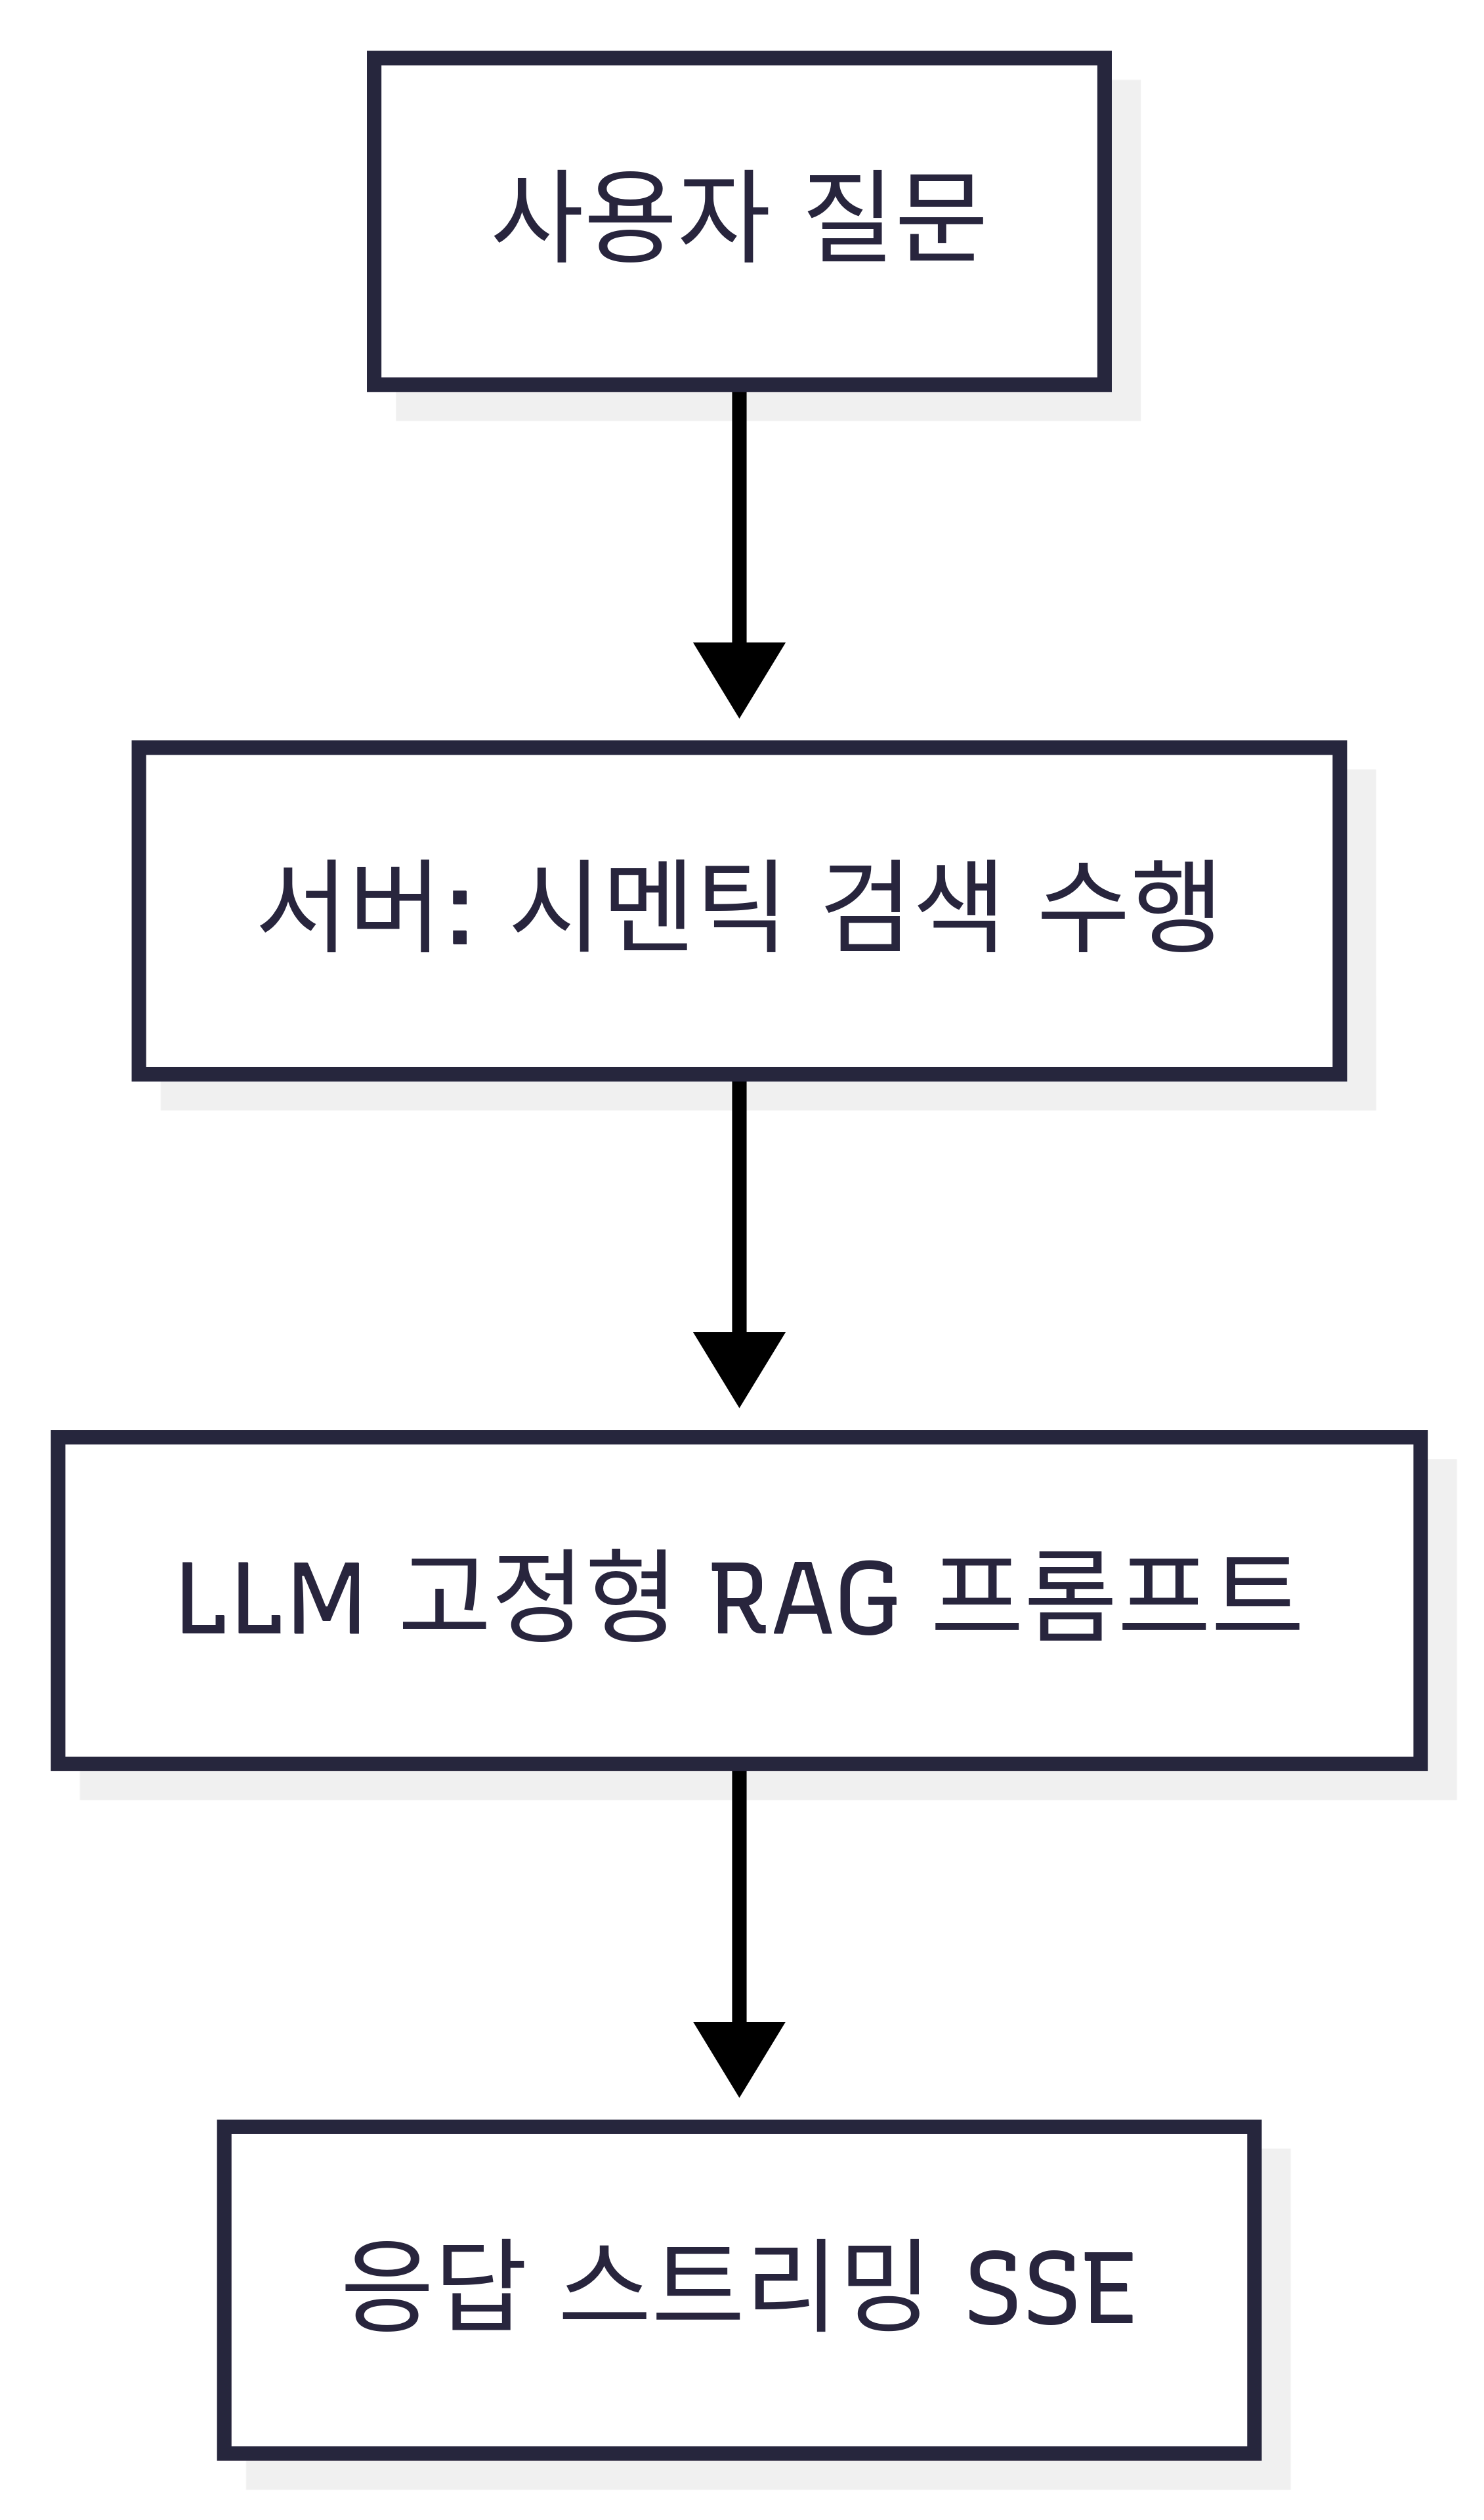 사용자 질문
서버: 시멘틱 검색 수행
LLM 고정형 RAG 프롬프트
응답 스트리밍 SSE